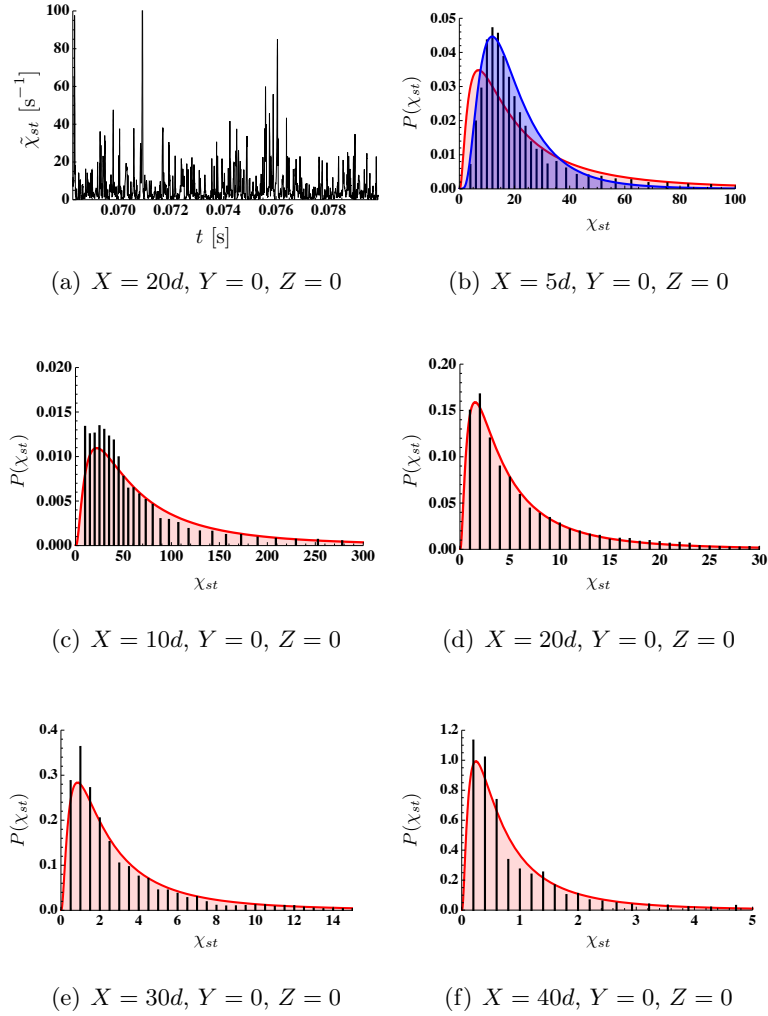 100
80
60
40
20
0
χ̃st [s−1]
0.070 0.072 0.074 0.076 0.078
t [s]
(a) X = 20d, Y = 0, Z = 0
0.05
0.04
0.03
0.02
0.01
0.00
P(χst)
0 20 40 60 80 100
χst
(b) X = 5d, Y = 0, Z = 0
0.020
0.015
0.010
0.005
0.000
P(χst)
0 50 100 150 200 250 300
χst
(c) X = 10d, Y = 0, Z = 0
0.20
0.15
0.10
0.05
0.00
P(χst)
0 5 10 15 20 25 30
χst
(d) X = 20d, Y = 0, Z = 0
0.4
0.3
0.2
0.1
0.0
P(χst)
0 2 4 6 8 10 12 14
χst
(e) X = 30d, Y = 0, Z = 0
1.2
1.0
0.8
0.6
0.4
0.2
0.0
P(χst)
0 1 2 3 4 5
χst
(f) X = 40d, Y = 0, Z = 0